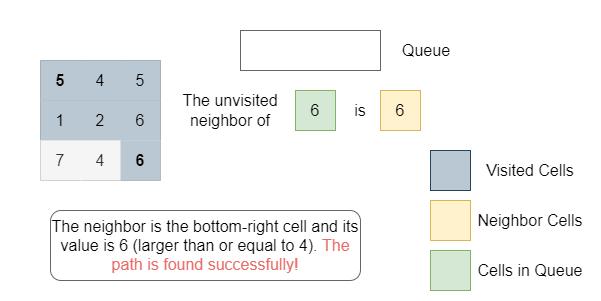 Queue
5 4 5
1 2 6
7 4 6
The unvisited
neighbor of
6 is 6
Visited Cells
Neighbor Cells
Cells in Queue
The neighbor is the bottom-right cell and its
value is 6 (larger than or equal to 4). The
path is found successfully!